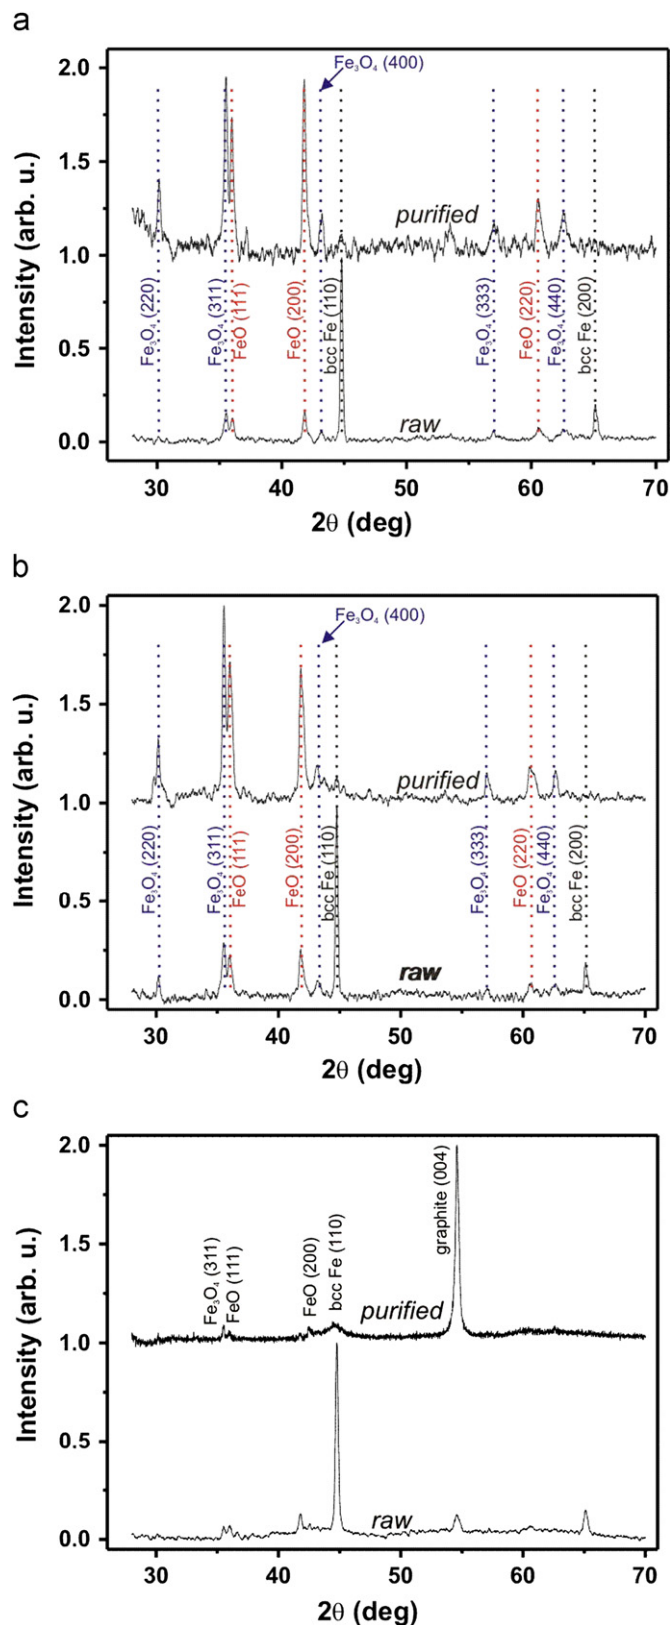 a
Fe₃O₄ (400)
2.0
1.5
1.0
0.5
0.0
Intensity (arb. u.)
purified
Fe₃O₄ (220)
Fe₃O₄ (311)
FeO (111)
FeO (200)
bcc Fe (110)
Fe₃O₄ (333)
FeO (220)
Fe₃O₄ (440)
bcc Fe (200)
raw
30 40 50 60 70
2θ (deg)
b
Fe₃O₄ (400)
2.0
1.5
1.0
0.5
0.0
Intensity (arb. u.)
purified
Fe₃O₄ (220)
Fe₃O₄ (311)
FeO (111)
FeO (200)
bcc Fe (110)
Fe₃O₄ (333)
FeO (220)
Fe₃O₄ (440)
bcc Fe (200)
raw
30 40 50 60 70
2θ (deg)
c
2.0
1.5
1.0
0.5
0.0
Intensity (arb. u.)
Fe₃O₄ (311)
FeO (111)
FeO (200)
bcc Fe (110)
graphite (004)
purified
raw
30 40 50 60 70
2θ (deg)